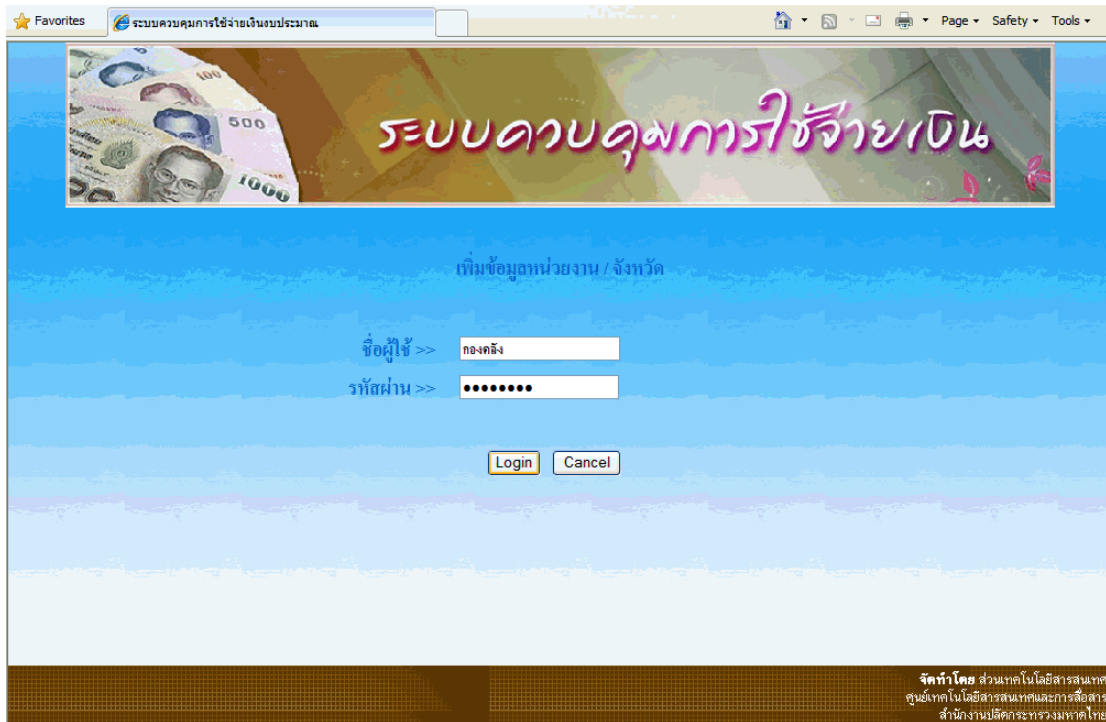 Favorites
ระบบควบคุมการใช้จ่ายเงินงบประมาณ
Page Safety Tools
100
500
1000
ระบบควบคุมการใช้จ่ายเงิน
เพิ่มข้อมูลหน่วยงาน / จังหวัด
ชื่อผู้ใช้ >> กองคลัง
รหัสผ่าน >> ••••••••
Login Cancel
จัดทำโดย ส่วนเทคโนโลยีสารสนเทศ
ศูนย์เทคโนโลยีสารสนเทศและการสื่อสาร
สำนักงานปลัดกระทรวงมหาดไทย